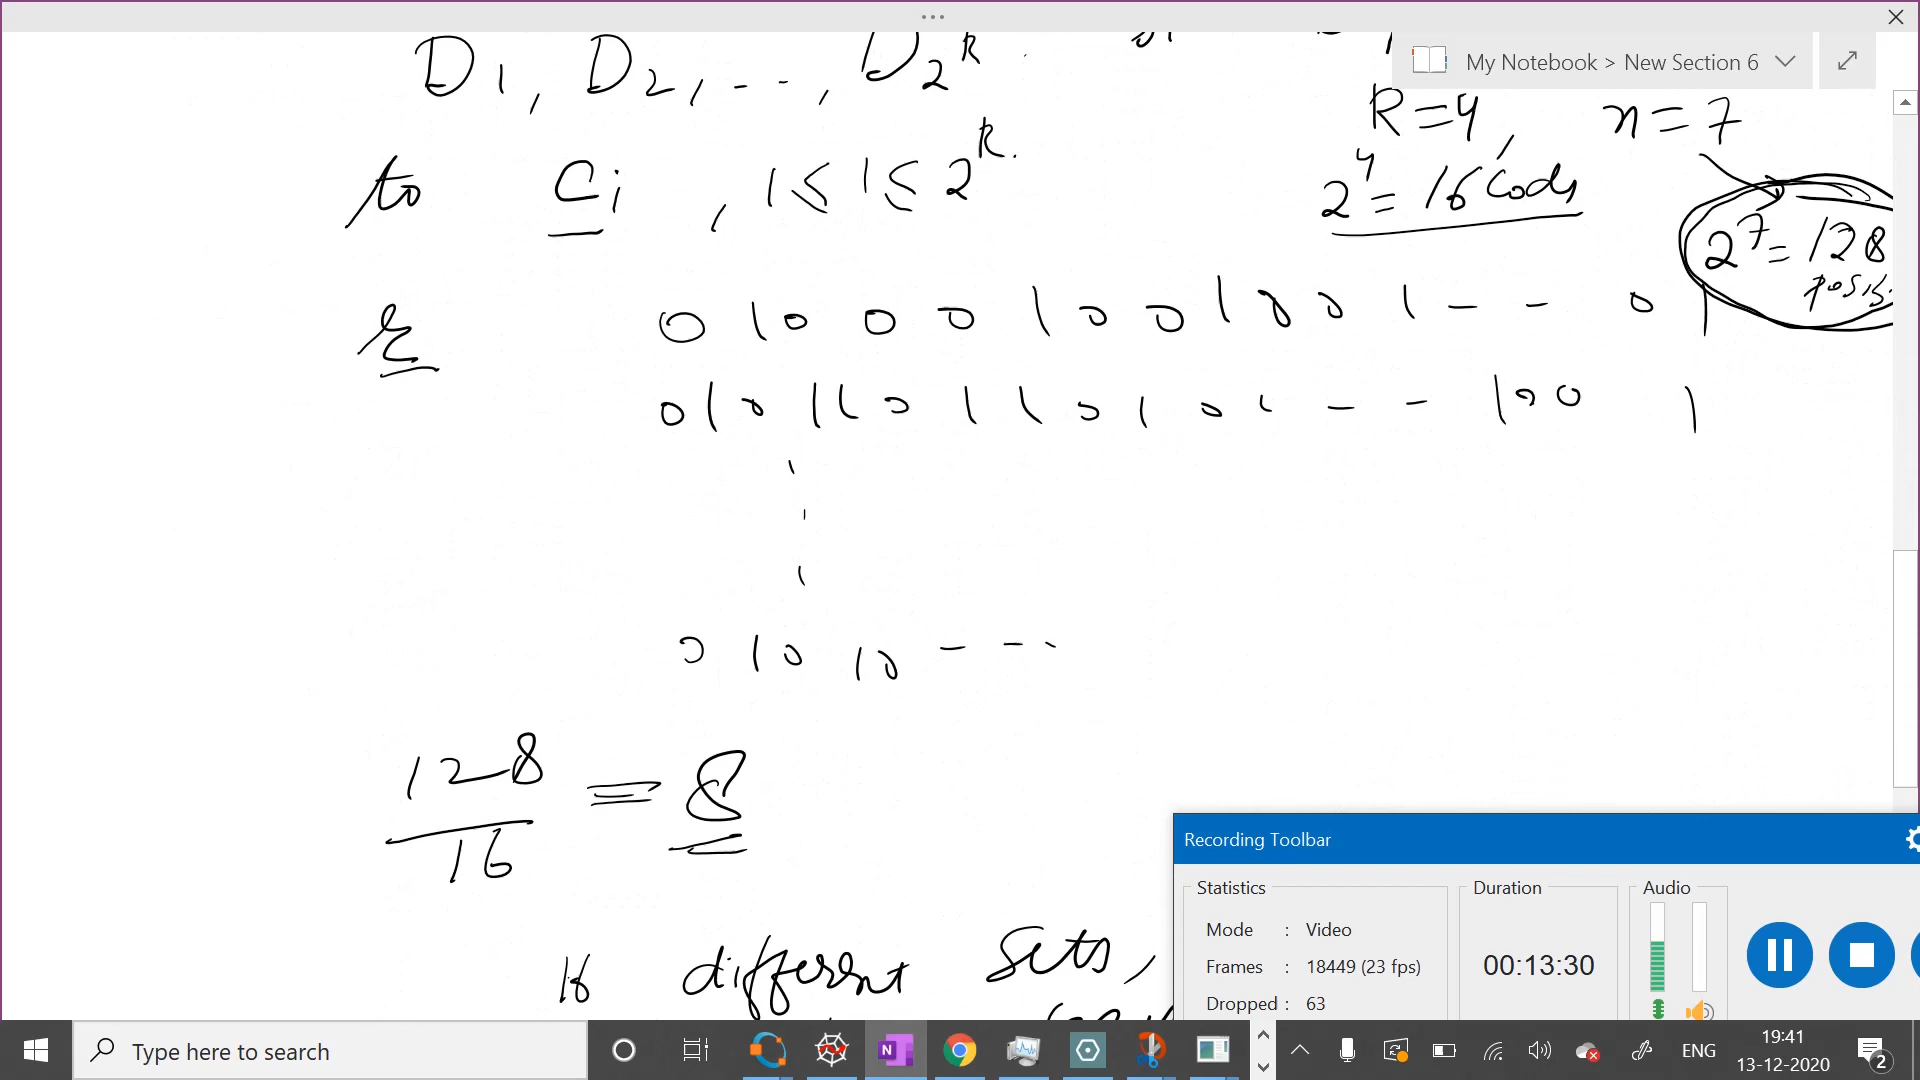 D1, D2, - - , D2^k.
My Notebook > New Section 6
k=4, n=7
to Ci , 1 ≤ i ≤ 2^k.
2^4 = 16 Codes
2^7 = 128
r 0 1 0 0 0 1 0 0 1 0 0 1 - - 0 1
0 1 0 1 1 0 1 1 0 1 0 1 - - 1 0 0 1
0 1 0 1 0 - - -
128/16 = 8
16 different Sets,
Recording Toolbar
Statistics
Mode : Video
Frames : 18449 (23 fps)
Dropped : 63
Duration
00:13:30
Audio
Type here to search
ENG
19:41
13-12-2020
2